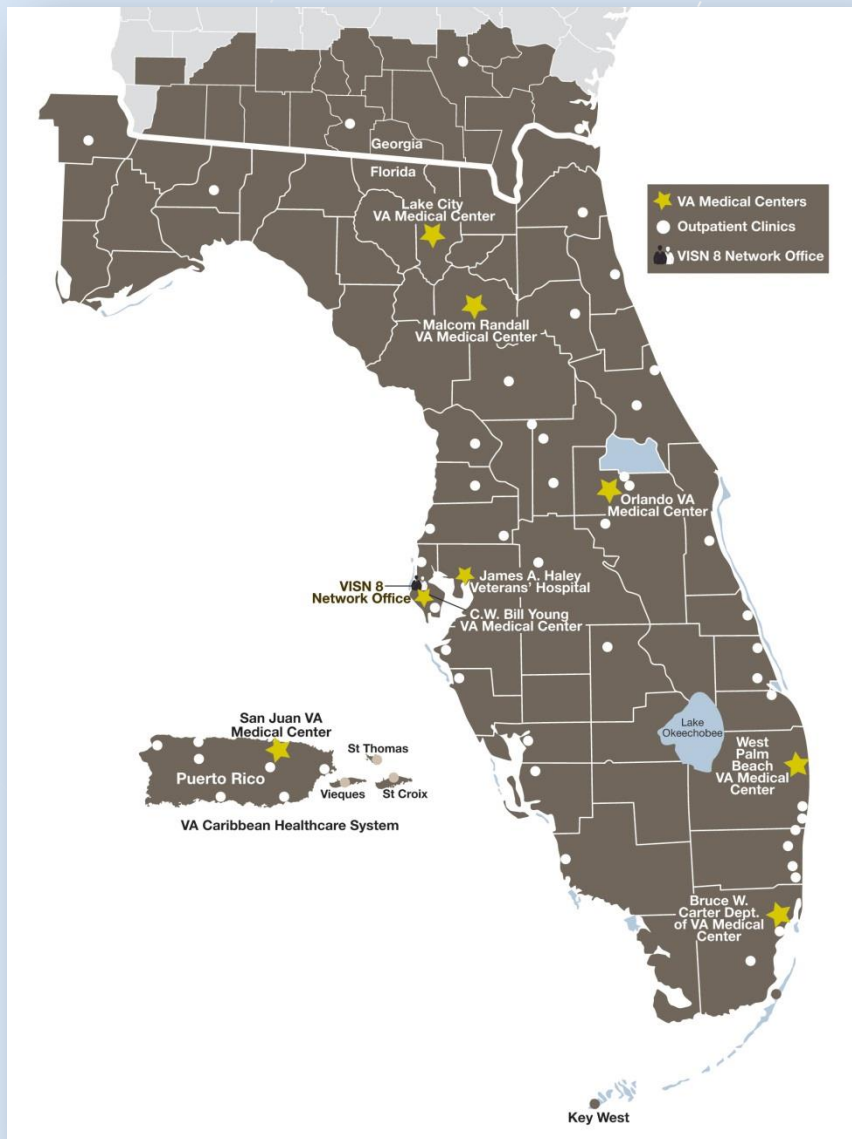 Georgia
Florida
Lake City
VA Medical Center
VA Medical Centers
Outpatient Clinics
VISN 8 Network Office
Malcom Randall
VA Medical Center
Orlando VA
Medical Center
VISN 8
Network Office
James A. Haley
Veterans' Hospital
C.W. Bill Young
VA Medical Center
San Juan VA
Medical Center
St Thomas
Puerto Rico
Vieques
St Croix
VA Caribbean Healthcare System
Lake
Okeechobee
West
Palm
Beach
VA Medical
Center
Bruce W.
Carter Dept.
of VA Medical
Center
Key West